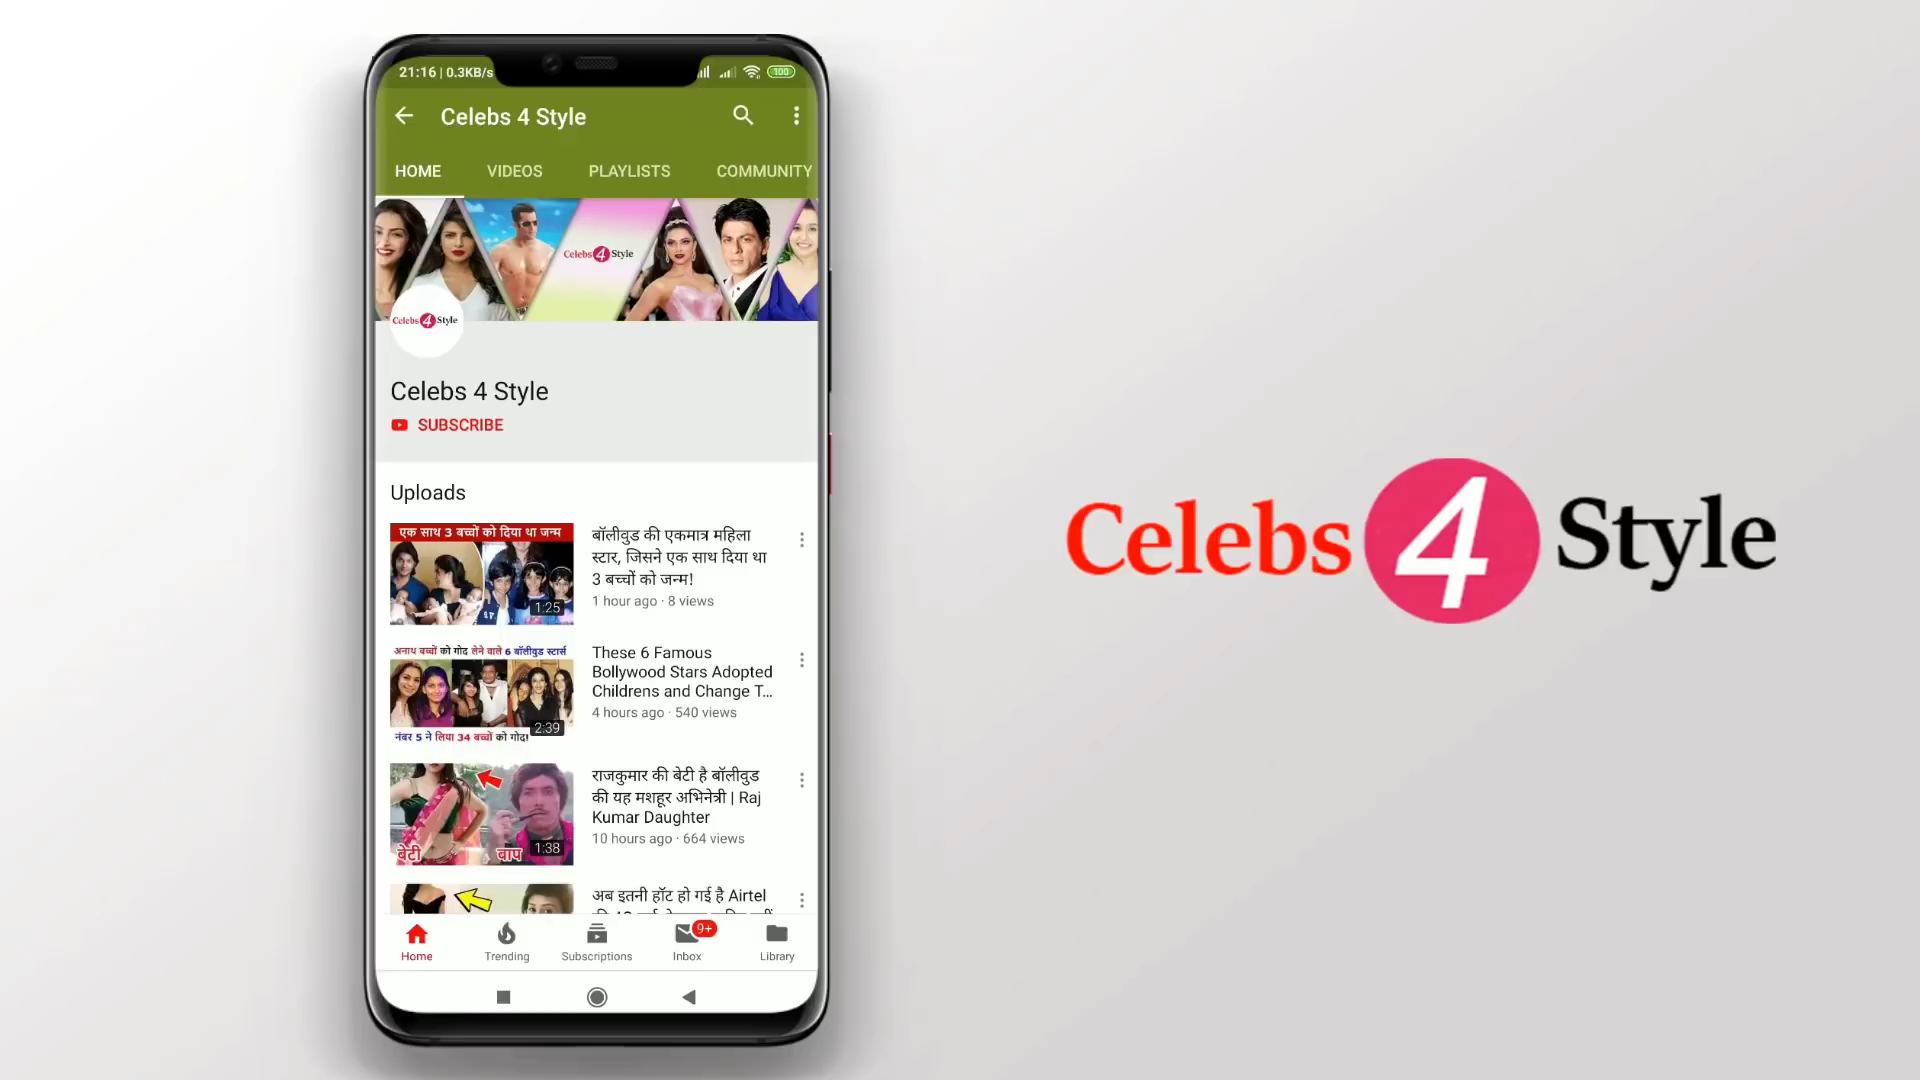 21:16 | 0.3KB/s
100
Celebs 4 Style
HOME VIDEOS PLAYLISTS COMMUNITY
Celebs 4 Style
Celebs 4 Style
Celebs 4 Style
SUBSCRIBE
Uploads
एक साथ 3 बच्चों को दिया था जन्म
1:25
बॉलीवुड की एकमात्र महिला
स्टार, जिसने एक साथ दिया था
3 बच्चों को जन्म!
1 hour ago · 8 views
अनाथ बच्चों को गोद लेने वाले 6 बॉलीवुड स्टार्स
2:39
नंबर 5 ने लिया 34 बच्चों को गोद!
These 6 Famous
Bollywood Stars Adopted
Childrens and Change T...
4 hours ago · 540 views
बेटी
बाप
1:38
राजकुमार की बेटी है बॉलीवुड
की यह मशहूर अभिनेत्री | Raj
Kumar Daughter
10 hours ago · 664 views
अब इतनी हॉट हो गई है Airtel
Home Trending Subscriptions Inbox 9+ Library
Celebs 4 Style